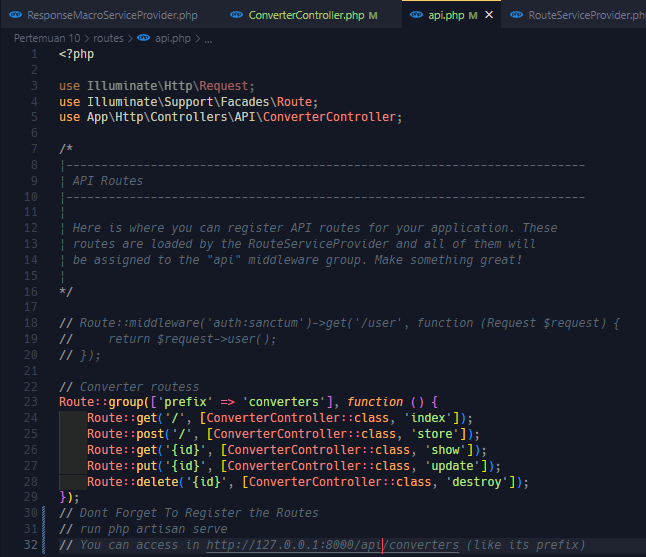 ResponseMacroServiceProvider.php ConverterController.php M api.php M × RouteServiceProvider.php
Pertemuan 10 > routes > api.php > ...
1 <?php
2
3 use Illuminate\Http\Request;
4 use Illuminate\Support\Facades\Route;
5 use App\Http\Controllers\API\ConverterController;
6
7 /*
8 |--------------------------------------------------------------------------
9 | API Routes
10 |--------------------------------------------------------------------------
11 |
12 | Here is where you can register API routes for your application. These
13 | routes are loaded by the RouteServiceProvider and all of them will
14 | be assigned to the "api" middleware group. Make something great!
15 |
16 */
17
18 // Route::middleware('auth:sanctum')->get('/user', function (Request $request) {
19 //     return $request->user();
20 // });
21
22 // Converter routess
23 Route::group(['prefix' => 'converters'], function () {
24     Route::get('/', [ConverterController::class, 'index']);
25     Route::post('/', [ConverterController::class, 'store']);
26     Route::get('{id}', [ConverterController::class, 'show']);
27     Route::put('{id}', [ConverterController::class, 'update']);
28     Route::delete('{id}', [ConverterController::class, 'destroy']);
29 });
30 // Dont Forget To Register the Routes
31 // run php artisan serve
32 // You can access in http://127.0.0.1:8000/api/converters (like its prefix)